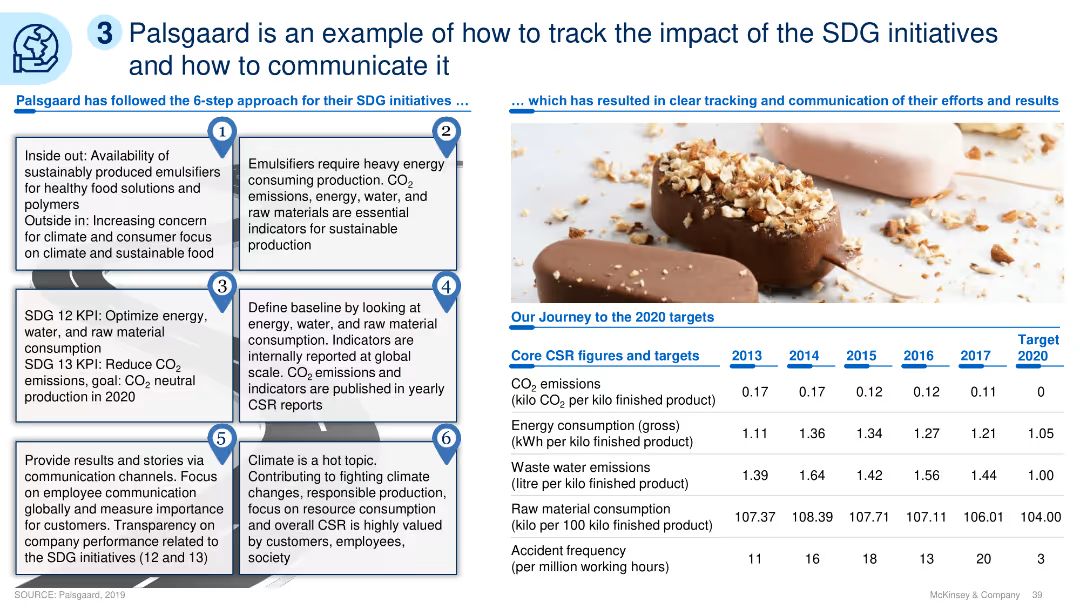 3 Palsgaard is an example of how to track the impact of the SDG initiatives
and how to communicate it
Palsgaard has followed the 6-step approach for their SDG initiatives …
1
Inside out: Availability of
sustainably produced emulsifiers
for healthy food solutions and
polymers
Outside in: Increasing concern
for climate and consumer focus
on climate and sustainable food
2
Emulsifiers require heavy energy
consuming production. CO₂
emissions, energy, water, and
raw materials are essential
indicators for sustainable
production
3
SDG 12 KPI: Optimize energy,
water, and raw material
consumption
SDG 13 KPI: Reduce CO₂
emissions, goal: CO₂ neutral
production in 2020
4
Define baseline by looking at
energy, water, and raw material
consumption. Indicators are
internally reported at global
scale. CO₂ emissions and
indicators are published in yearly
CSR reports
5
Provide results and stories via
communication channels. Focus
on employee communication
globally and measure importance
for customers. Transparency on
company performance related to
the SDG initiatives (12 and 13)
6
Climate is a hot topic.
Contributing to fighting climate
changes, responsible production,
focus on resource consumption
and overall CSR is highly valued
by customers, employees,
society
… which has resulted in clear tracking and communication of their efforts and results
Our Journey to the 2020 targets
Core CSR figures and targets 2013 2014 2015 2016 2017 Target
2020
CO₂ emissions
(kilo CO₂ per kilo finished product) 0.17 0.17 0.12 0.12 0.11 0
Energy consumption (gross)
(kWh per kilo finished product) 1.11 1.36 1.34 1.27 1.21 1.05
Waste water emissions
(litre per kilo finished product) 1.39 1.64 1.42 1.56 1.44 1.00
Raw material consumption
(kilo per 100 kilo finished product) 107.37 108.39 107.71 107.11 106.01 104.00
Accident frequency
(per million working hours) 11 16 18 13 20 3
SOURCE: Palsgaard, 2019
McKinsey & Company 39